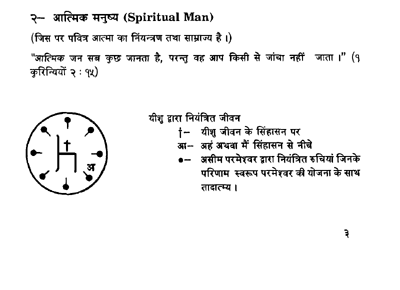 २— आत्मिक मनुष्य (Spiritual Man)
(जिस पर पवित्र आत्मा का नियंन्त्रण तथा साम्राज्य है।)
"आत्मिक जन सब कुछ जानता है, परन्तु वह आप किसी से जांचा नहीं जाता।" (१
कुरिन्थियों २ : १५)
यीशु द्वारा नियंत्रित जीवन
†— यीशु जीवन के सिंहासन पर
आ— अहं अथवा मैं सिंहासन से नीचे
●— असीम परमेश्वर द्वारा नियंत्रित रुचियां जिनके
परिणाम स्वरूप परमेश्वर की योजना के साथ
तादात्म्य।
†
अ
३